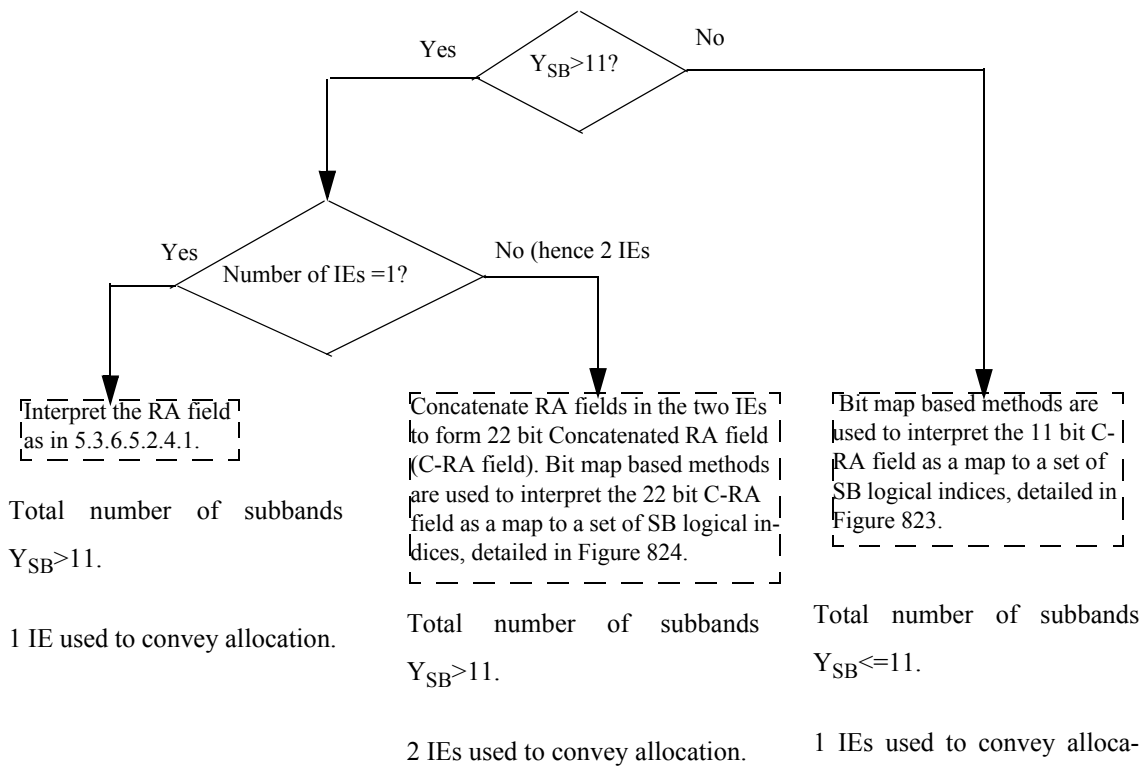 Yes
Y_SB>11?
No
Yes
Number of IEs =1?
No (hence 2 IEs
Interpret the RA field
as in 5.3.6.5.2.4.1.
Total number of subbands
Y_SB>11.
1 IE used to convey allocation.
Concatenate RA fields in the two IEs
to form 22 bit Concatenated RA field
(C-RA field). Bit map based methods
are used to interpret the 22 bit C-RA
field as a map to a set of SB logical in-
dices, detailed in Figure 824.
Total number of subbands
Y_SB>11.
2 IEs used to convey allocation.
Bit map based methods are
used to interpret the 11 bit C-
RA field as a map to a set of
SB logical indices, detailed in
Figure 823.
Total number of subbands
Y_SB<=11.
1 IEs used to convey alloca-